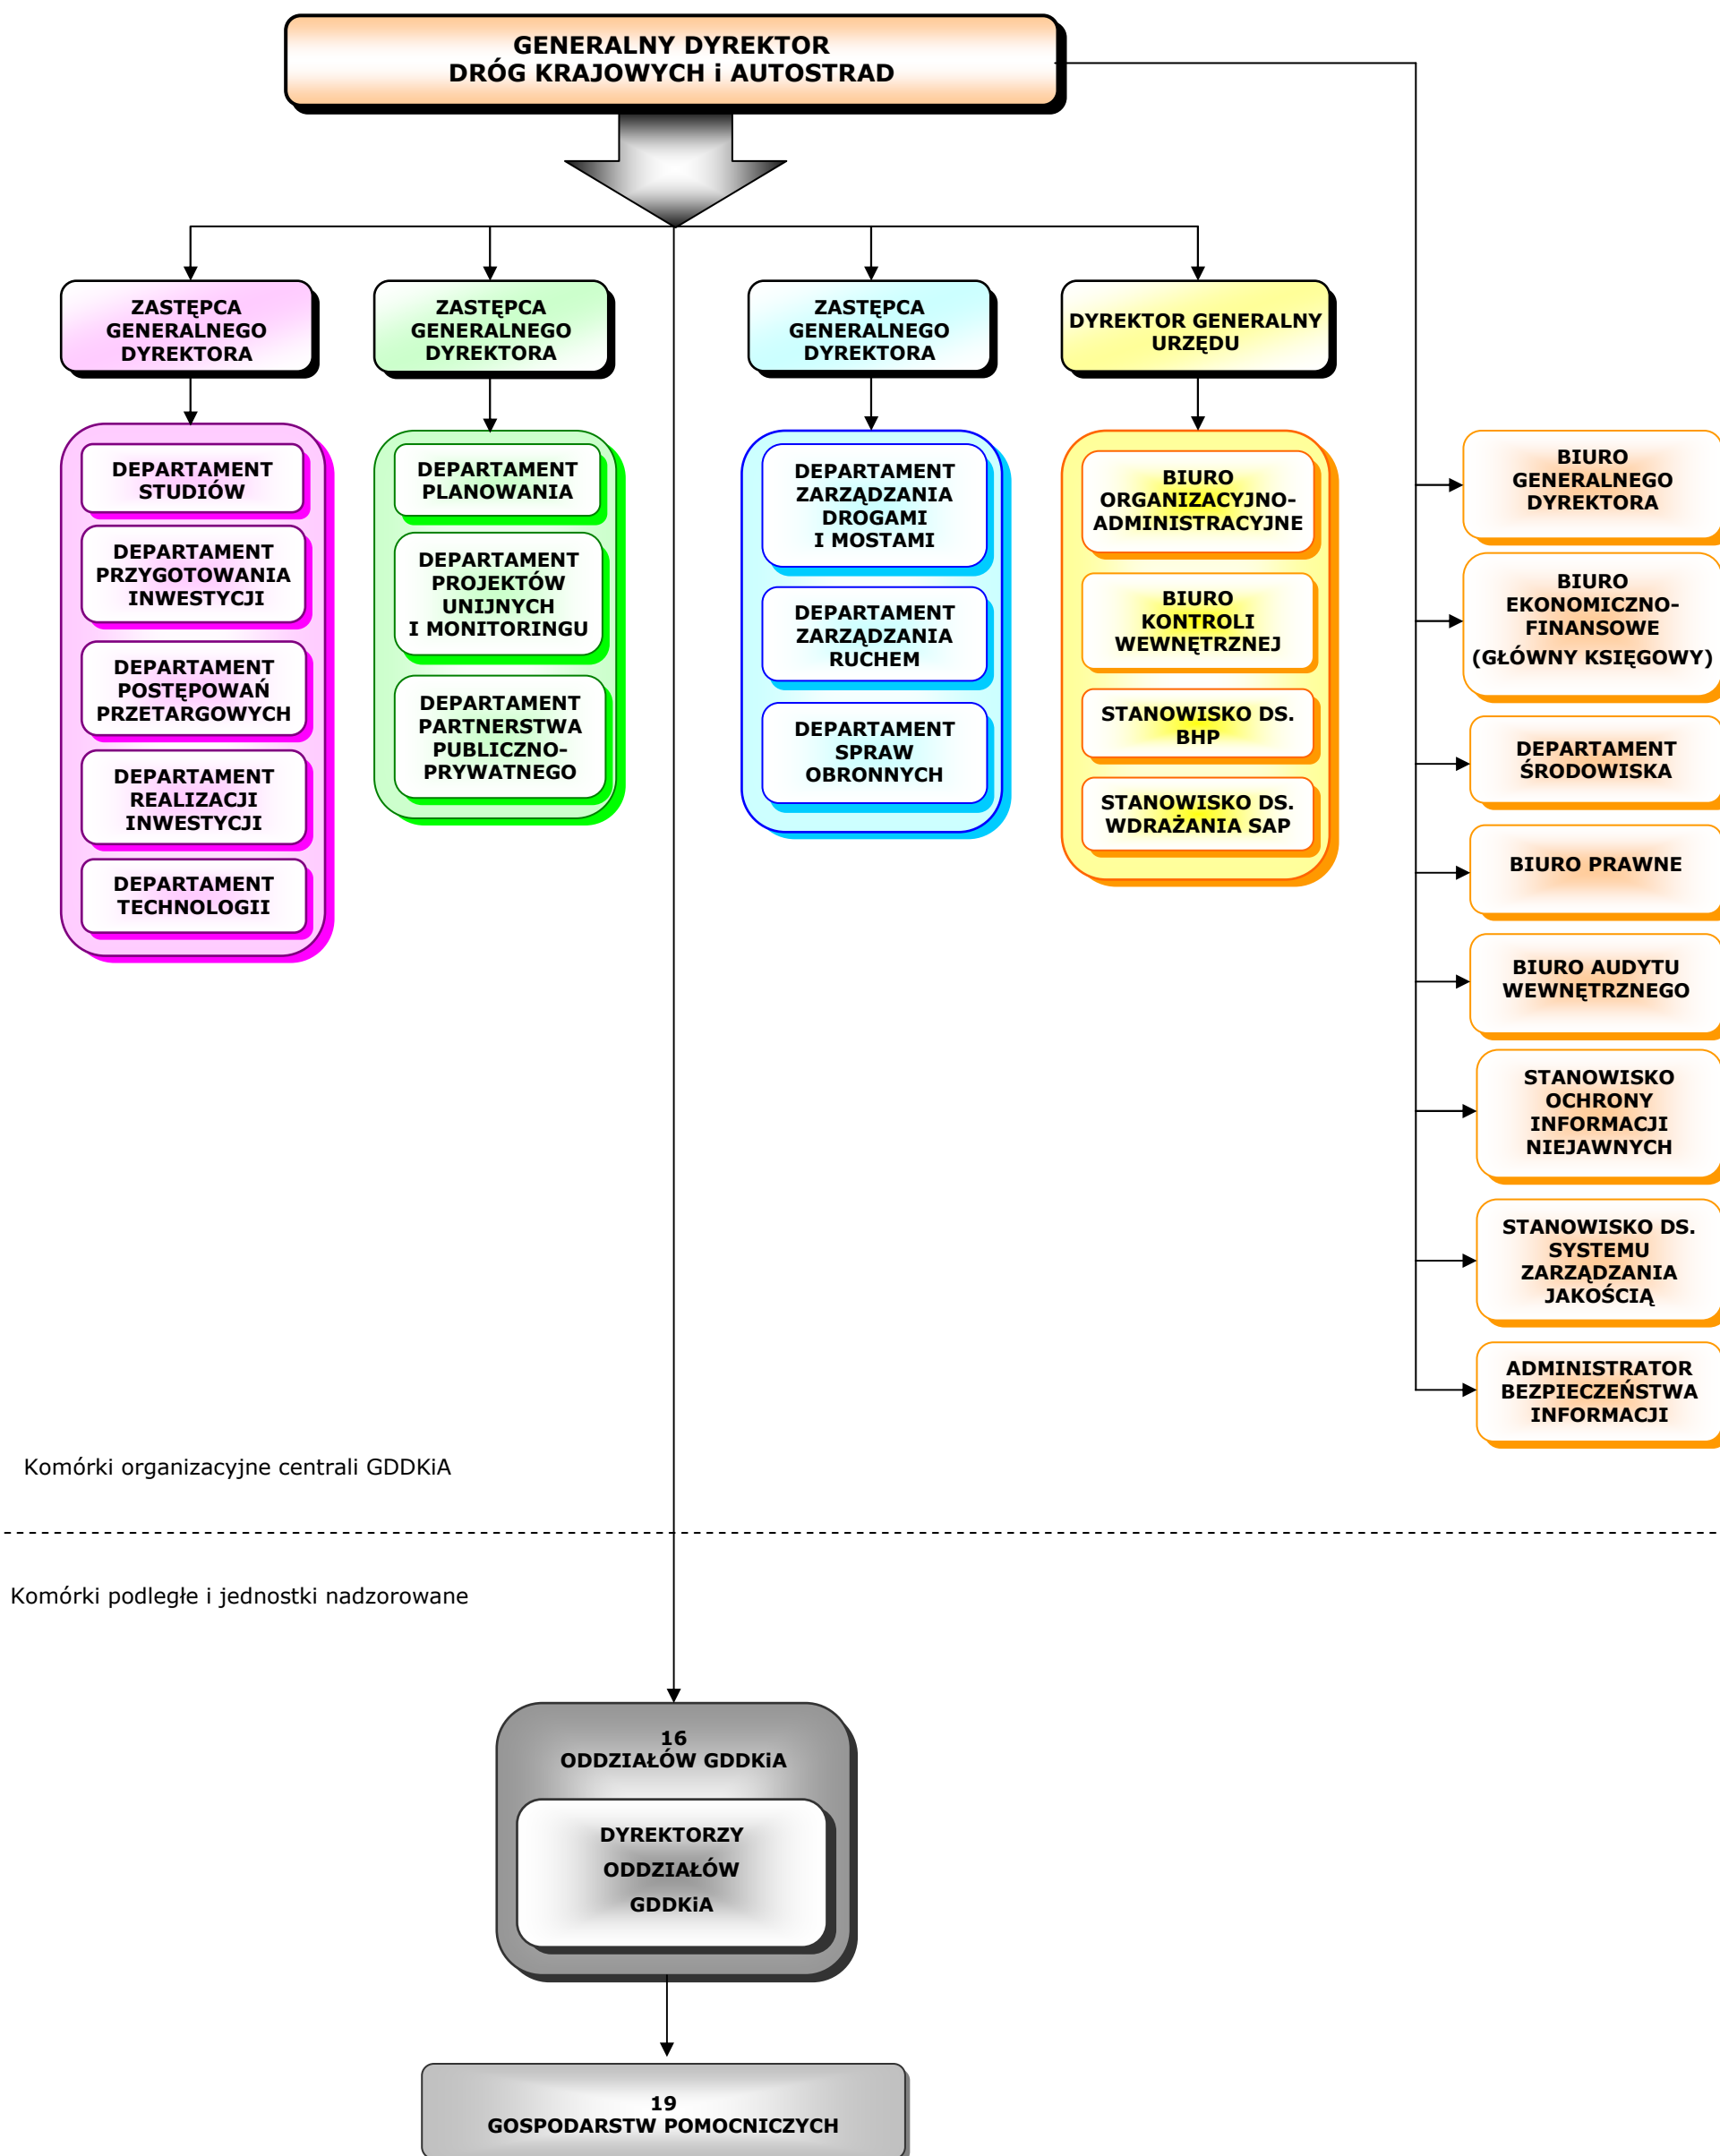 GENERALNY DYREKTOR
DRÓG KRAJOWYCH i AUTOSTRAD
ZASTĘPCA
GENERALNEGO
DYREKTORA
DEPARTAMENT
STUDIÓW
DEPARTAMENT
PRZYGOTOWANIA
INWESTYCJI
DEPARTAMENT
POSTĘPOWAŃ
PRZETARGOWYCH
DEPARTAMENT
REALIZACJI
INWESTYCJI
DEPARTAMENT
TECHNOLOGII
ZASTĘPCA
GENERALNEGO
DYREKTORA
DEPARTAMENT
PLANOWANIA
DEPARTAMENT
PROJEKTÓW
UNIJNYCH
I MONITORINGU
DEPARTAMENT
PARTNERSTWA
PUBLICZNO-
PRYWATNEGO
ZASTĘPCA
GENERALNEGO
DYREKTORA
DEPARTAMENT
ZARZĄDZANIA
DROGAMI
I MOSTAMI
DEPARTAMENT
ZARZĄDZANIA
RUCHEM
DEPARTAMENT
SPRAW
OBRONNYCH
DYREKTOR GENERALNY
URZĘDU
BIURO
ORGANIZACYJNO-
ADMINISTRACYJNE
BIURO
KONTROLI
WEWNĘTRZNEJ
STANOWISKO DS.
BHP
STANOWISKO DS.
WDRAŻANIA SAP
BIURO
GENERALNEGO
DYREKTORA
BIURO
EKONOMICZNO-
FINANSOWE
(GŁÓWNY KSIĘGOWY)
DEPARTAMENT
ŚRODOWISKA
BIURO PRAWNE
BIURO AUDYTU
WEWNĘTRZNEGO
STANOWISKO
OCHRONY
INFORMACJI
NIEJAWNYCH
STANOWISKO DS.
SYSTEMU
ZARZĄDZANIA
JAKOŚCIĄ
ADMINISTRATOR
BEZPIECZEŃSTWA
INFORMACJI
Komórki organizacyjne centrali GDDKiA
Komórki podległe i jednostki nadzorowane
16
ODDZIAŁÓW GDDKiA
DYREKTORZY
ODDZIAŁÓW
GDDKiA
19
GOSPODARSTW POMOCNICZYCH